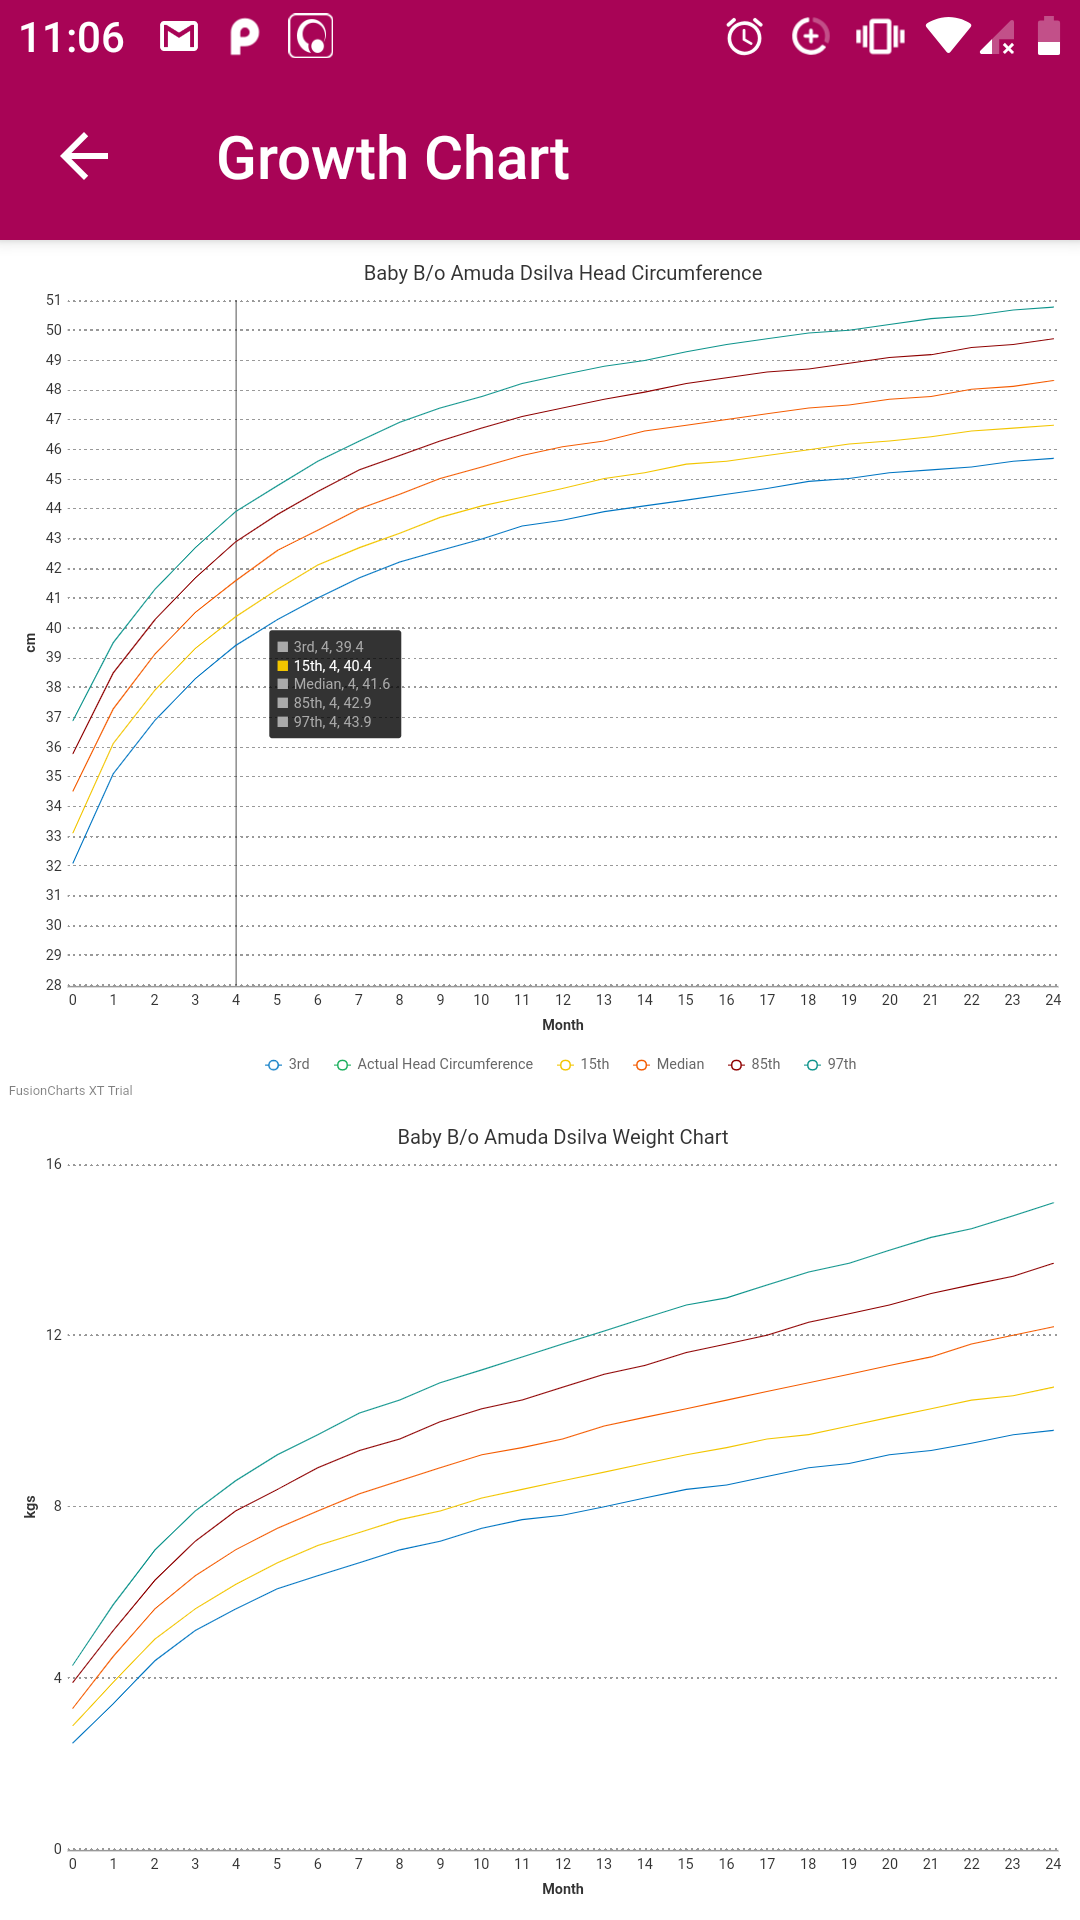 11:06
Growth Chart
Baby B/o Amuda Dsilva Head Circumference
51
50
49
48
47
46
45
44
43
42
41
40
39
38
37
36
35
34
33
32
31
30
29
28
cm
3rd, 4, 39.4
15th, 4, 40.4
Median, 4, 41.6
85th, 4, 42.9
97th, 4, 43.9
0 1 2 3 4 5 6 7 8 9 10 11 12 13 14 15 16 17 18 19 20 21 22 23 24
Month
3rd Actual Head Circumference 15th Median 85th 97th
FusionCharts XT Trial
Baby B/o Amuda Dsilva Weight Chart
16
12
8
4
0
kgs
0 1 2 3 4 5 6 7 8 9 10 11 12 13 14 15 16 17 18 19 20 21 22 23 24
Month